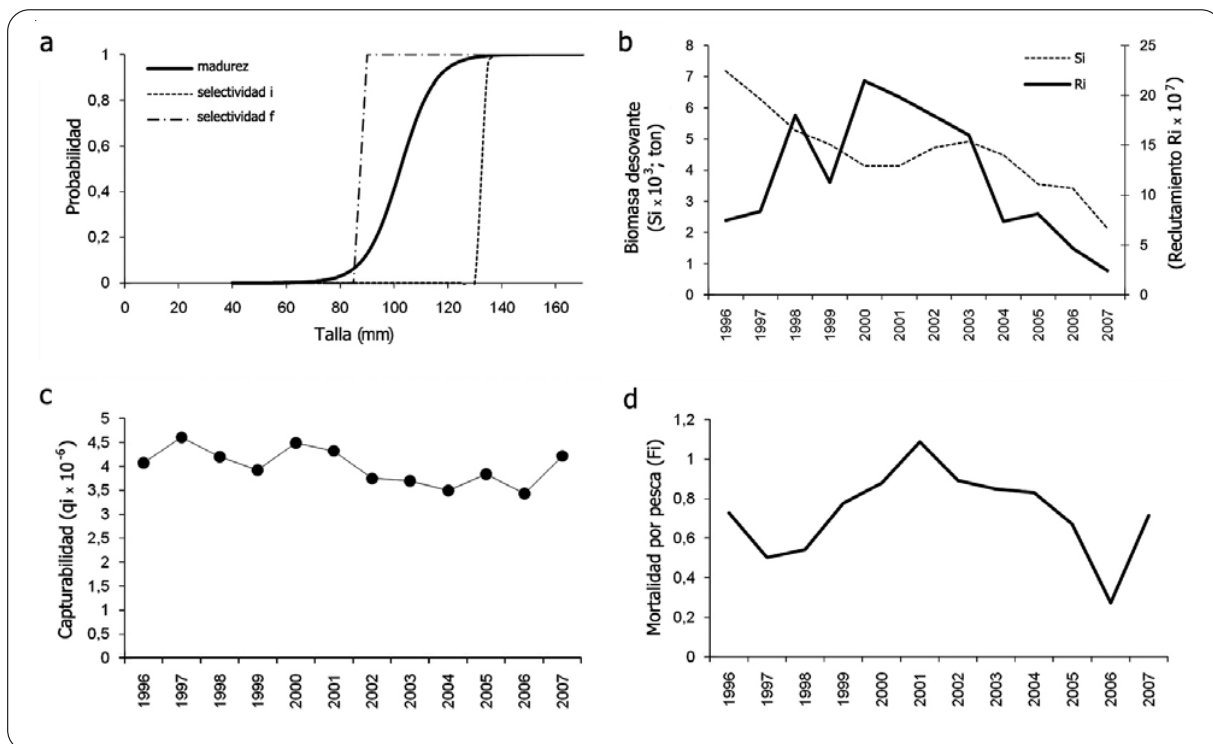 a
Probabilidad
1
0,8
0,6
0,4
0,2
0
madurez
selectividad i
selectividad f
0 20 40 60 80 100 120 140 160
Talla (mm)
b
Biomasa desovante
(Si x 10³; ton)
8
7
6
5
4
3
2
1
0
Si
Ri
25
20
15
10
5
0
(Reclutamiento Ri x 10⁷)
1996 1997 1998 1999 2000 2001 2002 2003 2004 2005 2006 2007
c
Capturabilidad (qi x 10⁻⁶)
5
4,5
4
3,5
3
2,5
2
1,5
1
0,5
0
1996 1997 1998 1999 2000 2001 2002 2003 2004 2005 2006 2007
d
Mortalidad por pesca (Fi)
1,2
1
0,8
0,6
0,4
0,2
0
1996 1997 1998 1999 2000 2001 2002 2003 2004 2005 2006 2007